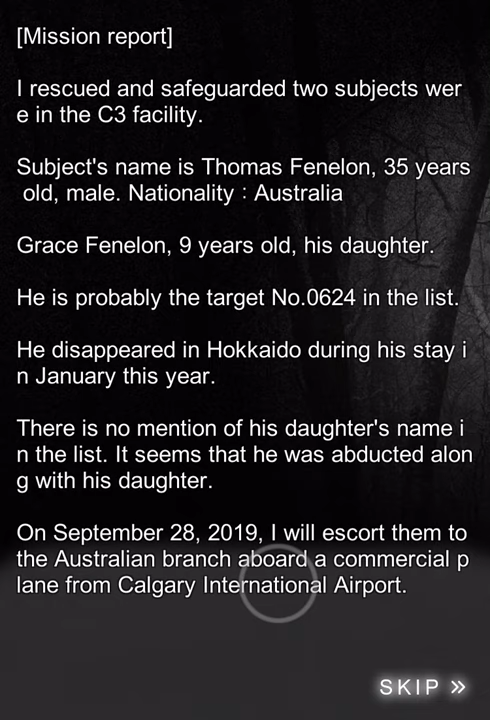 [Mission report]
I rescued and safeguarded two subjects wer
e in the C3 facility.
Subject's name is Thomas Fenelon, 35 years
old, male. Nationality：Australia
Grace Fenelon, 9 years old, his daughter.
He is probably the target No.0624 in the list.
He disappeared in Hokkaido during his stay i
n January this year.
There is no mention of his daughter's name i
n the list. It seems that he was abducted alon
g with his daughter.
On September 28, 2019, I will escort them to
the Australian branch aboard a commercial p
lane from Calgary International Airport.
SKIP »